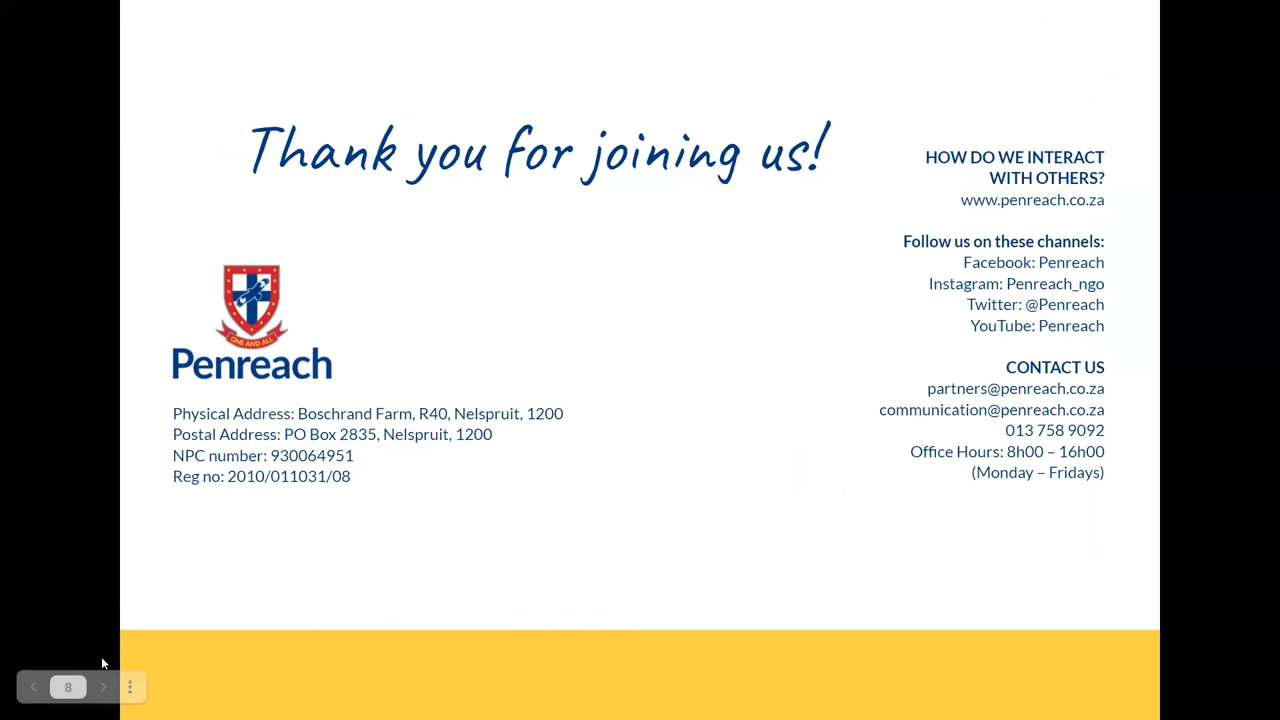 Thank you for joining us!
ONE AND ALL
Penreach
Physical Address: Boschrand Farm, R40, Nelspruit, 1200
Postal Address: PO Box 2835, Nelspruit, 1200
NPC number: 930064951
Reg no: 2010/011031/08
HOW DO WE INTERACT
WITH OTHERS?
www.penreach.co.za
Follow us on these channels:
Facebook: Penreach
Instagram: Penreach_ngo
Twitter: @Penreach
YouTube: Penreach
CONTACT US
partners@penreach.co.za
communication@penreach.co.za
013 758 9092
Office Hours: 8h00 – 16h00
(Monday – Fridays)
8